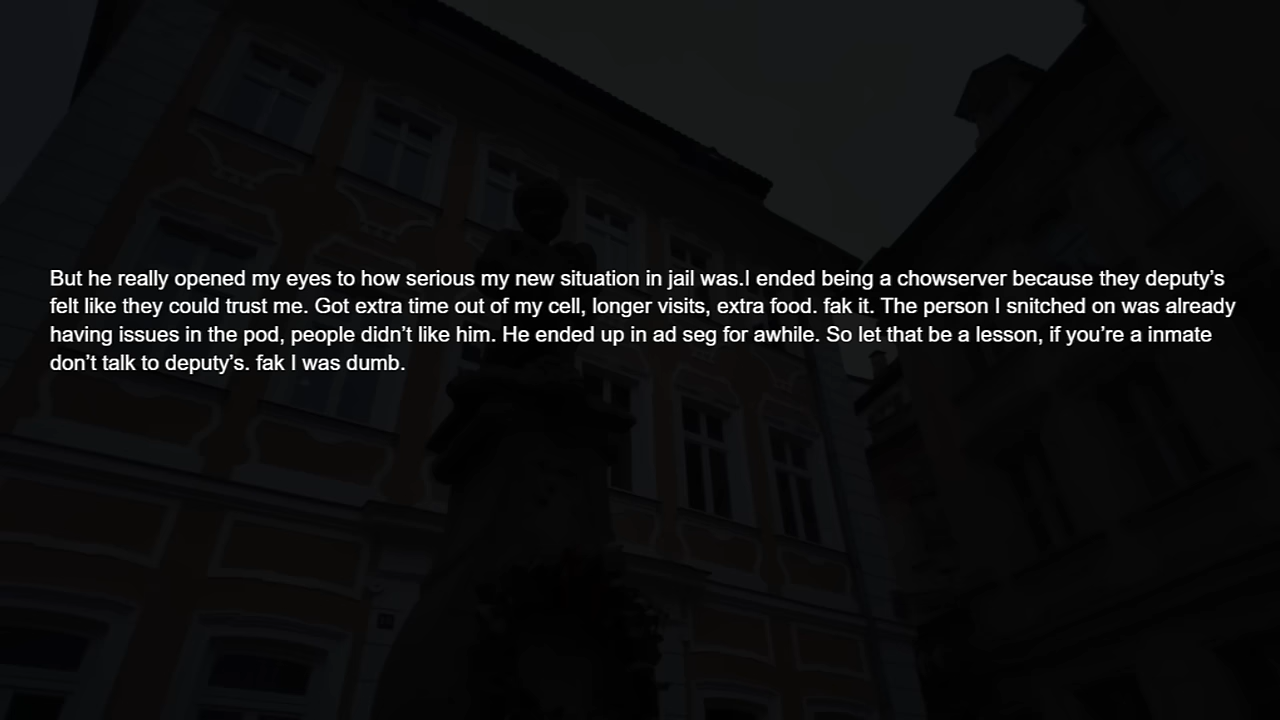 But he really opened my eyes to how serious my new situation in jail was.I ended being a chowserver because they deputy’s
felt like they could trust me. Got extra time out of my cell, longer visits, extra food. fak it. The person I snitched on was already
having issues in the pod, people didn’t like him. He ended up in ad seg for awhile. So let that be a lesson, if you’re a inmate
don’t talk to deputy’s. fak I was dumb.